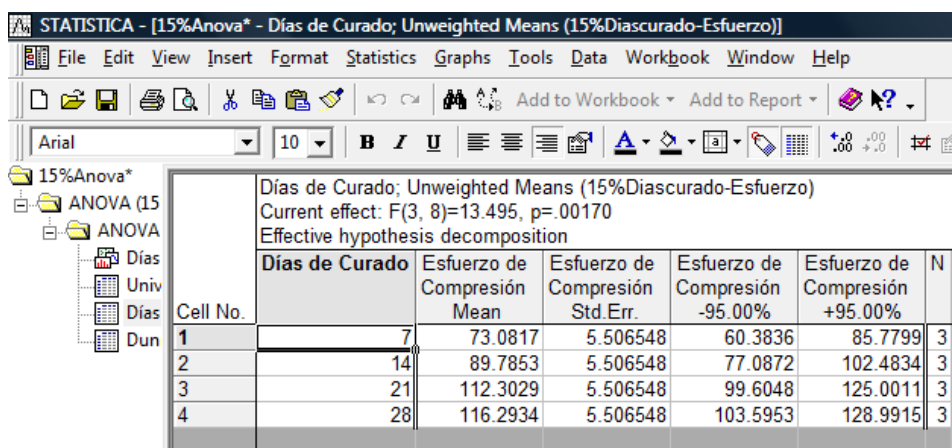 STATISTICA - [15%Anova* - Días de Curado; Unweighted Means (15%Diascurado-Esfuerzo)]
File Edit View Insert Format Statistics Graphs Tools Data Workbook Window Help
Add to Workbook Add to Report
Arial 10 B I U
15%Anova*
ANOVA (15
ANOVA
Días
Univ
Días
Dun
Días de Curado; Unweighted Means (15%Diascurado-Esfuerzo)
Current effect: F(3, 8)=13.495, p=.00170
Effective hypothesis decomposition
Cell No. Días de Curado Esfuerzo de Compresión Mean Esfuerzo de Compresión Std.Err. Esfuerzo de Compresión -95.00% Esfuerzo de Compresión +95.00% N
1 7 73.0817 5.506548 60.3836 85.7799 3
2 14 89.7853 5.506548 77.0872 102.4834 3
3 21 112.3029 5.506548 99.6048 125.0011 3
4 28 116.2934 5.506548 103.5953 128.9915 3